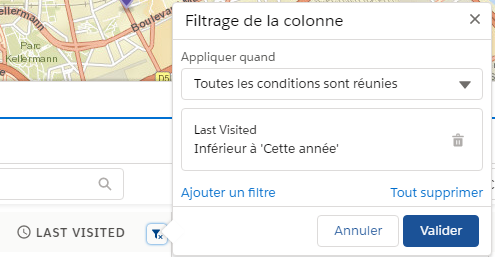 Boulevar
Parc
Kellermann
D5
Filtrage de la colonne
Appliquer quand
Toutes les conditions sont réunies
Last Visited
Inférieur à 'Cette année'
Ajouter un filtre
Tout supprimer
LAST VISITED
Annuler
Valider